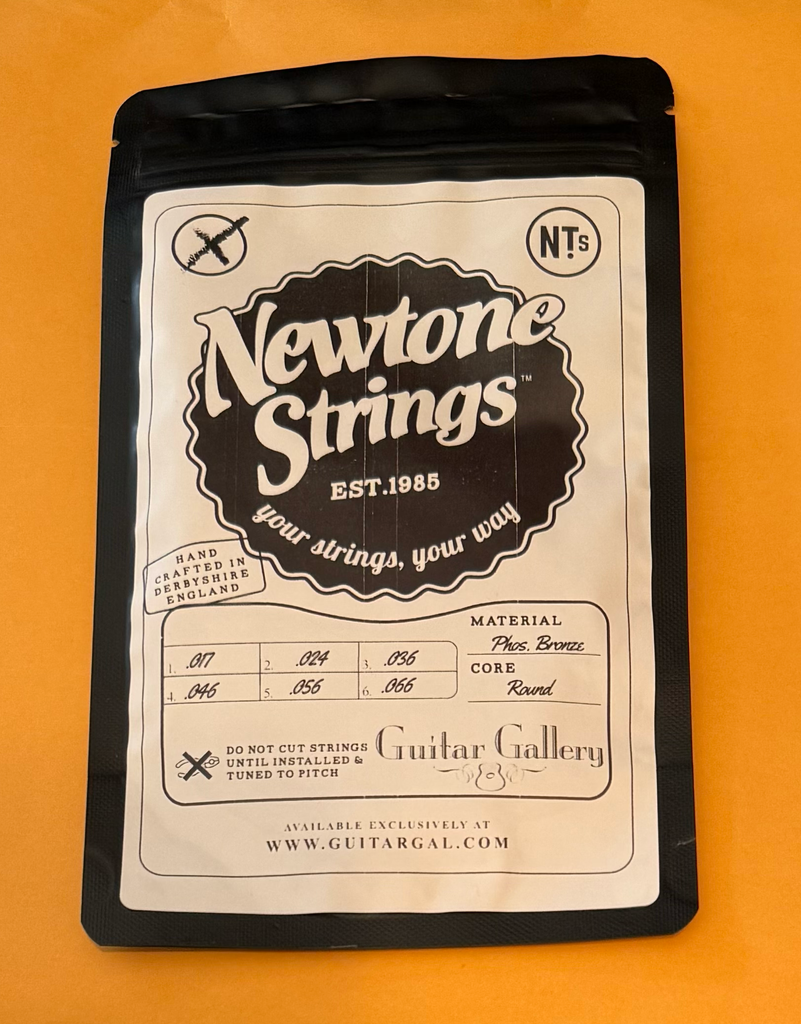 NTs
Newtone
Strings™
EST.1985
your strings, your way
HAND
CRAFTED IN
DERBYSHIRE
ENGLAND
MATERIAL
Phos. Bronze
CORE
Round
1. .017 2. .024 3. .036
4. .046 5. .056 6. .066
DO NOT CUT STRINGS
UNTIL INSTALLED &
TUNED TO PITCH
Guitar Gallery
AVAILABLE EXCLUSIVELY AT
WWW.GUITARGAL.COM